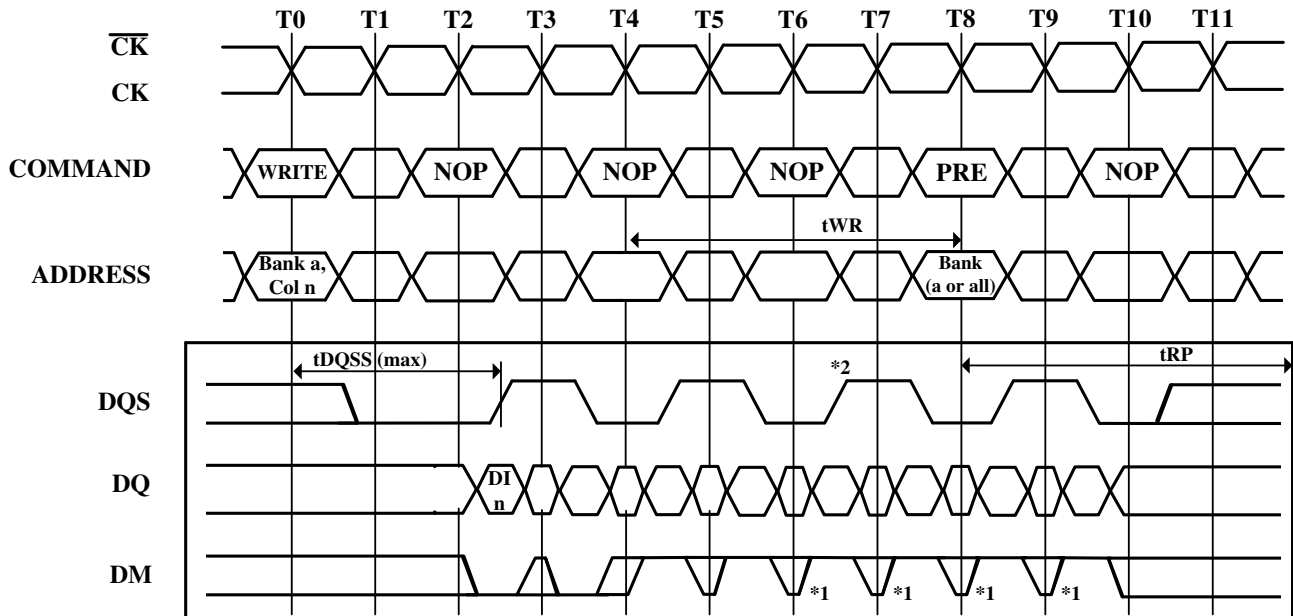 T0 T1 T2 T3 T4 T5 T6 T7 T8 T9 T10 T11
CK
CK
COMMAND WRITE NOP NOP NOP PRE NOP
tWR
ADDRESS Bank a, Col n Bank (a or all)
tDQSS (max) tRP
*2
DQS
DQ DI n
DM
*1 *1 *1 *1